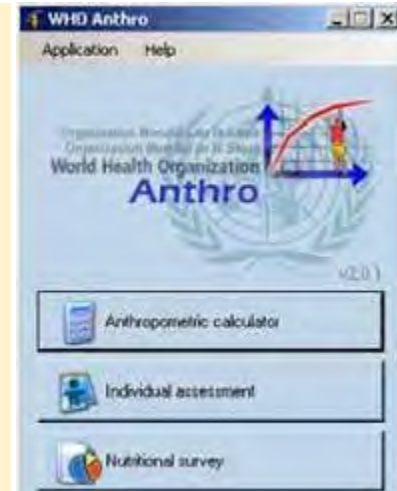 WHO Anthro
Application Help
World Health Organization
Anthro
Anthropometric calculator
Individual assessment
Nutritional survey